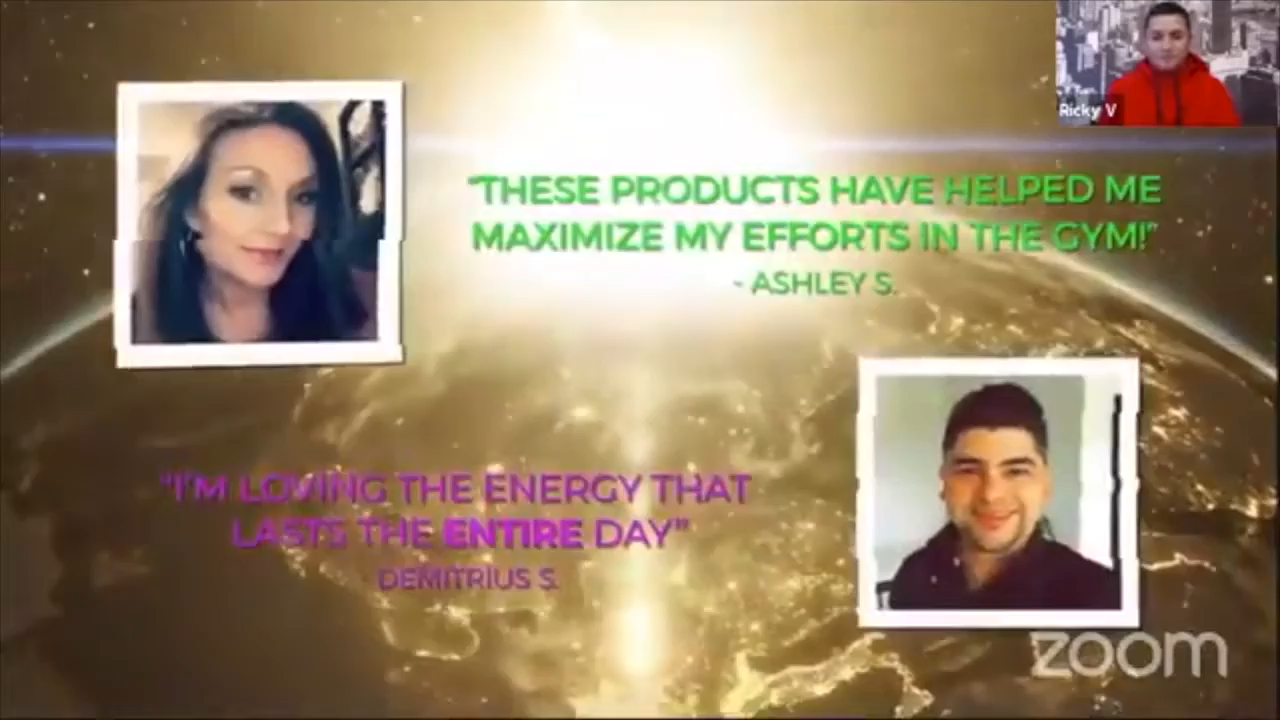 Ricky V
"THESE PRODUCTS HAVE HELPED ME
MAXIMIZE MY EFFORTS IN THE GYM!"
- ASHLEY S.
"I'M LOVING THE ENERGY THAT
LASTS THE ENTIRE DAY"
DEMITRIUS S.
zoom